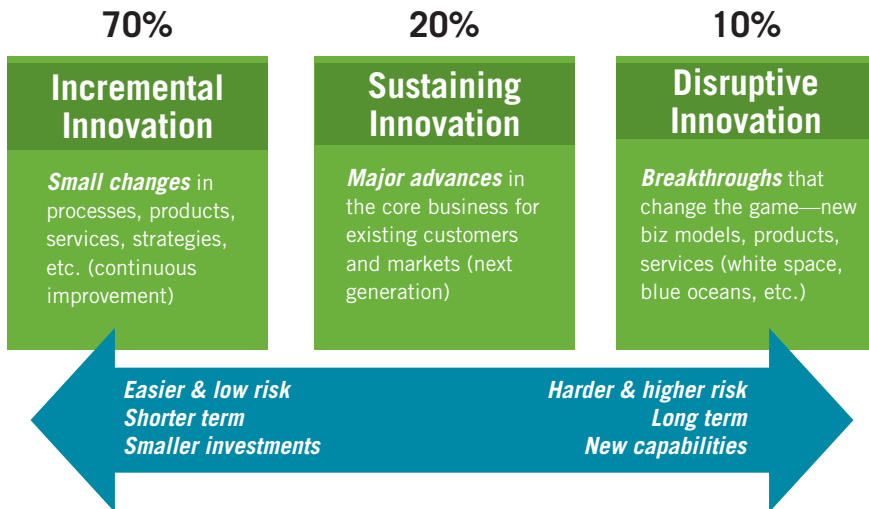 70%
Incremental
Innovation
Small changes in
processes, products,
services, strategies,
etc. (continuous
improvement)
20%
Sustaining
Innovation
Major advances in
the core business for
existing customers
and markets (next
generation)
10%
Disruptive
Innovation
Breakthroughs that
change the game—new
biz models, products,
services (white space,
blue oceans, etc.)
Easier & low risk
Shorter term
Smaller investments
Harder & higher risk
Long term
New capabilities